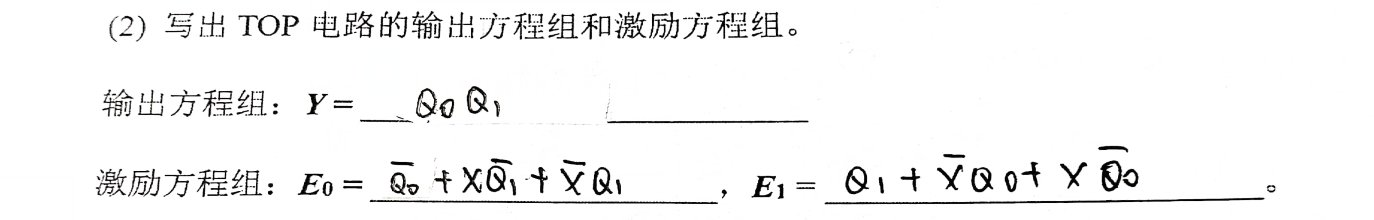 (2) 写出 TOP 电路的输出方程组和激励方程组。
输出方程组：Y = Q₀Q₁
激励方程组：E₀ = Q̅₀ + XQ̅₁ + X̅Q₁ ，E₁ = Q₁ + X̅Q₀ + XQ̅₀ 。